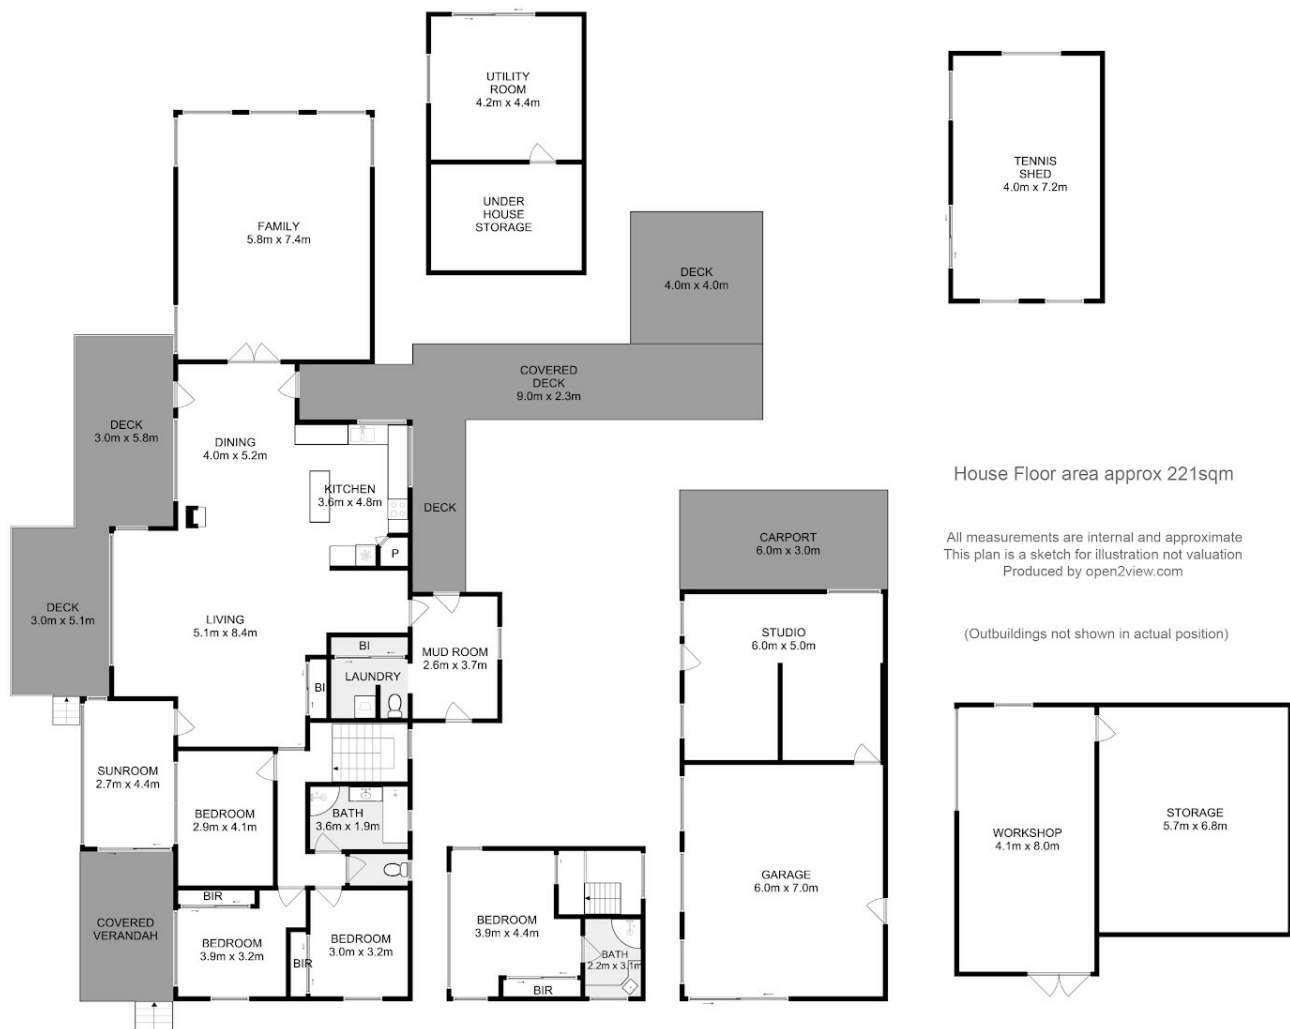 UTILITY
ROOM
4.2m x 4.4m
UNDER
HOUSE
STORAGE
TENNIS
SHED
4.0m x 7.2m
FAMILY
5.8m x 7.4m
DECK
4.0m x 4.0m
COVERED
DECK
9.0m x 2.3m
DECK
3.0m x 5.8m
DINING
4.0m x 5.2m
KITCHEN
3.6m x 4.8m
P
DECK
DECK
3.0m x 5.1m
LIVING
5.1m x 8.4m
BI
BI
LAUNDRY
MUD ROOM
2.6m x 3.7m
SUNROOM
2.7m x 4.4m
BEDROOM
2.9m x 4.1m
BATH
3.6m x 1.9m
COVERED
VERANDAH
BIR
BEDROOM
3.9m x 3.2m
BIR
BEDROOM
3.0m x 3.2m
BEDROOM
3.9m x 4.4m
BATH
2.2m x 3.1m
BIR
CARPORT
6.0m x 3.0m
STUDIO
6.0m x 5.0m
GARAGE
6.0m x 7.0m
House Floor area approx 221sqm
All measurements are internal and approximate
This plan is a sketch for illustration not valuation
Produced by open2view.com
(Outbuildings not shown in actual position)
WORKSHOP
4.1m x 8.0m
STORAGE
5.7m x 6.8m